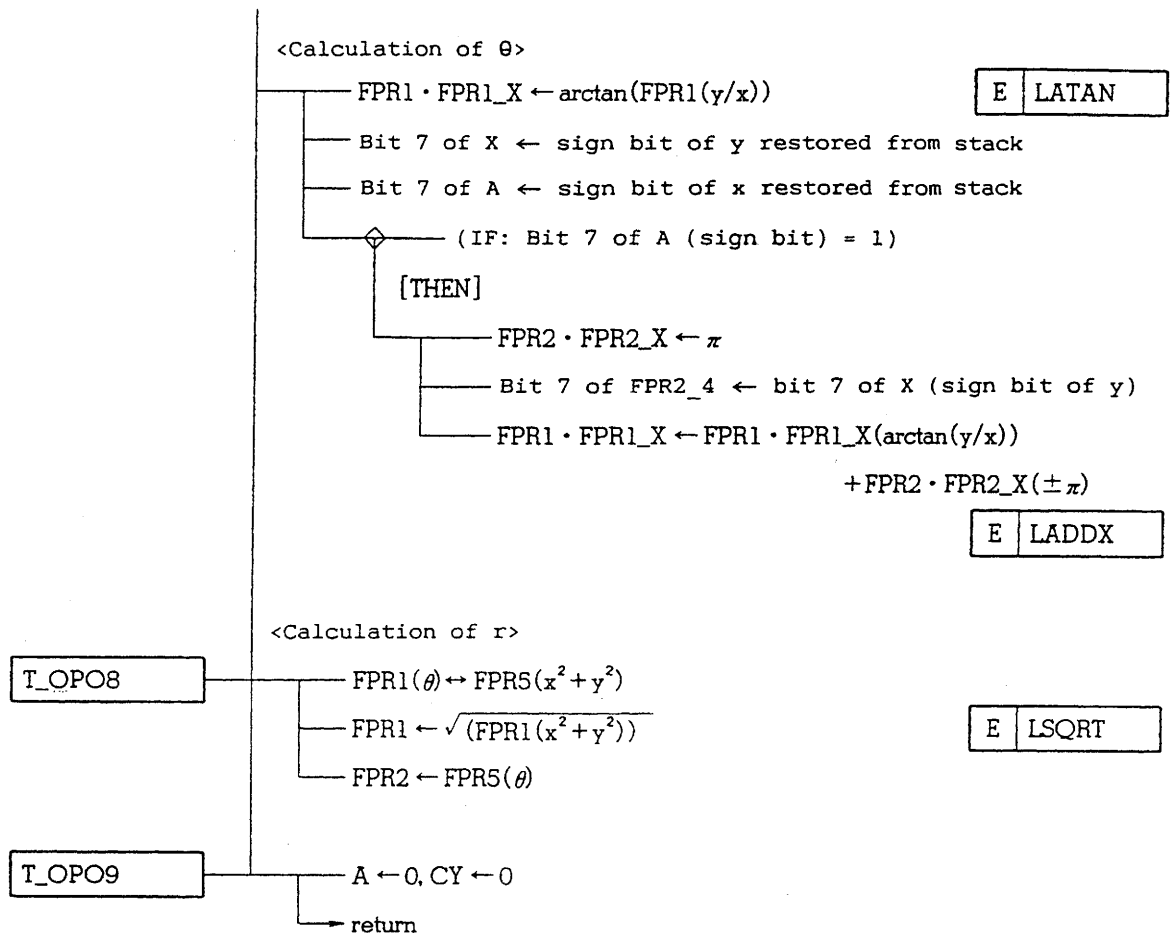 <Calculation of θ>
FPR1・FPR1_X ← arctan(FPR1(y/x))
E LATAN
Bit 7 of X ← sign bit of y restored from stack
Bit 7 of A ← sign bit of x restored from stack
(IF: Bit 7 of A (sign bit) = 1)
[THEN]
FPR2・FPR2_X ← π
Bit 7 of FPR2_4 ← bit 7 of X (sign bit of y)
FPR1・FPR1_X ← FPR1・FPR1_X(arctan(y/x))
+FPR2・FPR2_X(±π)
E LADDX
<Calculation of r>
T_OPO8
FPR1(θ) ↔ FPR5(x²+y²)
FPR1 ← √(FPR1(x²+y²))
E LSQRT
FPR2 ← FPR5(θ)
T_OPO9
A ← 0, CY ← 0
return